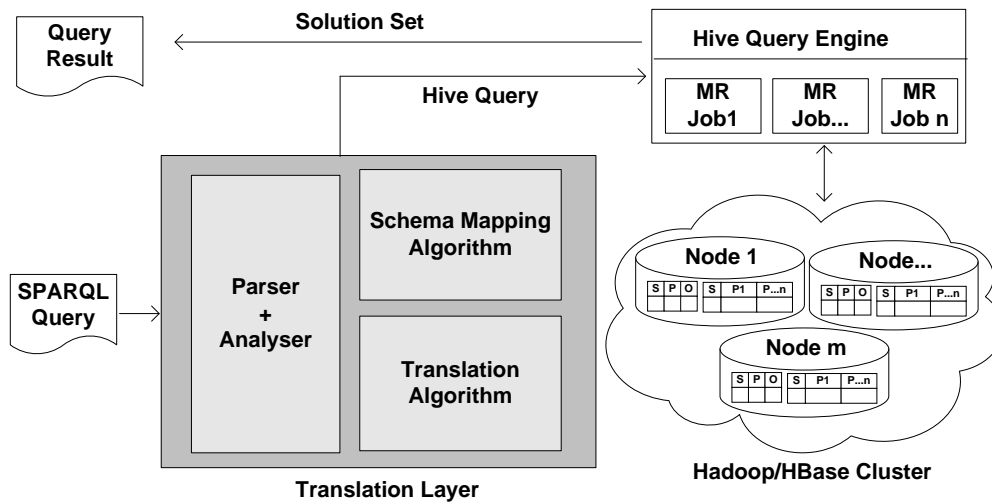 Query
Result
Solution Set
Hive Query Engine
MR
Job1
MR
Job...
MR
Job n
Hive Query
SPARQL
Query
Parser
+
Analyser
Schema Mapping
Algorithm
Translation
Algorithm
Translation Layer
Node 1
S P O S P1 P...n
Node...
S P O S P1 P...n
Node m
S P O S P1 P...n
Hadoop/HBase Cluster